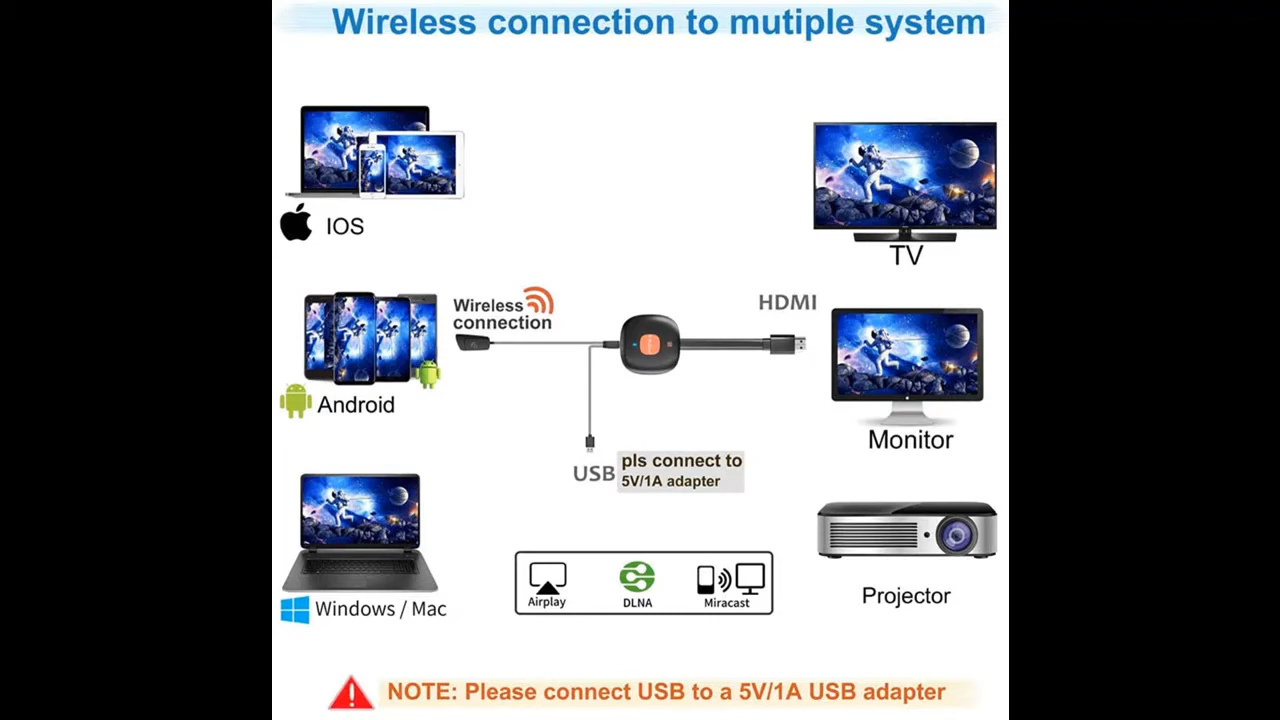 Wireless connection to mutiple system
IOS
TV
Wireless
connection
HDMI
Android
Monitor
USB
pls connect to
5V/1A adapter
Windows / Mac
Airplay
DLNA
Miracast
Projector
NOTE: Please connect USB to a 5V/1A USB adapter